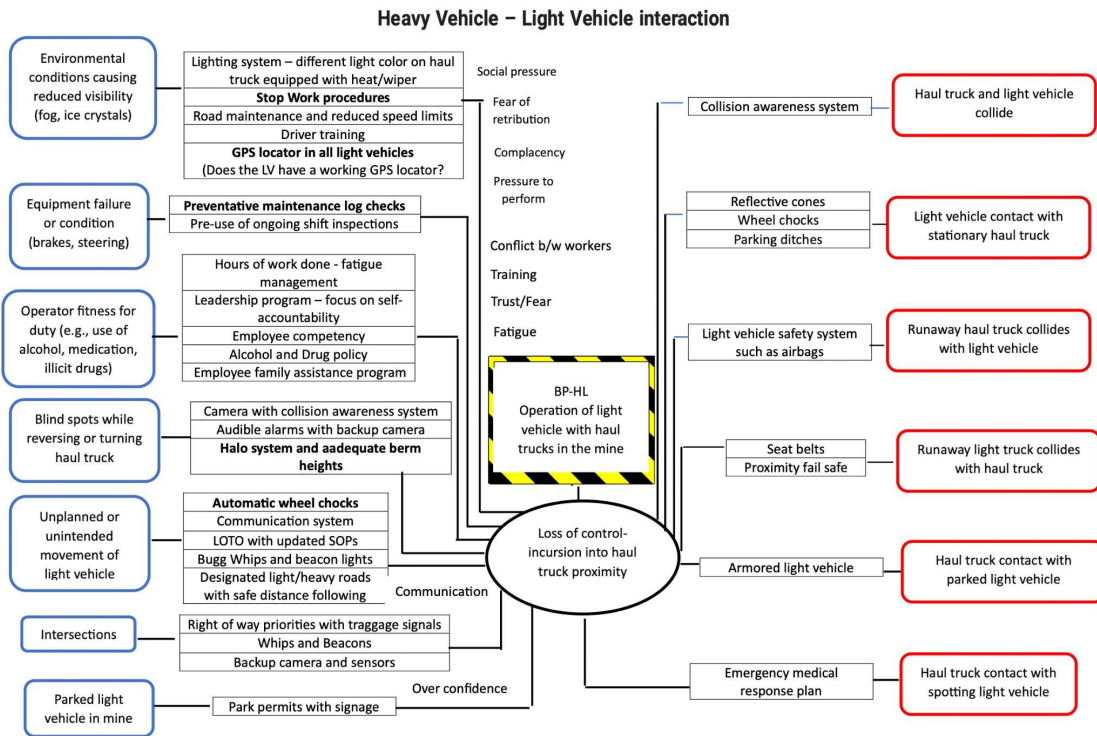 Heavy Vehicle – Light Vehicle interaction
Environmental
conditions causing
reduced visibility
(fog, ice crystals)
Lighting system – different light color on haul
truck equipped with heat/wiper
Stop Work procedures
Road maintenance and reduced speed limits
Driver training
GPS locator in all light vehicles
(Does the LV have a working GPS locator?
Equipment failure
or condition
(brakes, steering)
Preventative maintenance log checks
Pre-use of ongoing shift inspections
Operator fitness for
duty (e.g., use of
alcohol, medication,
illicit drugs)
Hours of work done - fatigue
management
Leadership program – focus on self-
accountability
Employee competency
Alcohol and Drug policy
Employee family assistance program
Blind spots while
reversing or turning
haul truck
Camera with collision awareness system
Audible alarms with backup camera
Halo system and aadequate berm
heights
Unplanned or
unintended
movement of
light vehicle
Automatic wheel chocks
Communication system
LOTO with updated SOPs
Bugg Whips and beacon lights
Designated light/heavy roads
with safe distance following
Communication
Intersections
Right of way priorities with traggage signals
Whips and Beacons
Backup camera and sensors
Parked light
vehicle in mine
Park permits with signage
Over confidence
Social pressure
Fear of
retribution
Complacency
Pressure to
perform
Conflict b/w workers
Training
Trust/Fear
Fatigue
BP-HL
Operation of light
vehicle with haul
trucks in the mine
Loss of control-
incursion into haul
truck proximity
Collision awareness system
Haul truck and light vehicle
collide
Reflective cones
Wheel chocks
Parking ditches
Light vehicle contact with
stationary haul truck
Light vehicle safety system
such as airbags
Runaway haul truck collides
with light vehicle
Seat belts
Proximity fail safe
Runaway light truck collides
with haul truck
Armored light vehicle
Haul truck contact with
parked light vehicle
Emergency medical
response plan
Haul truck contact with
spotting light vehicle